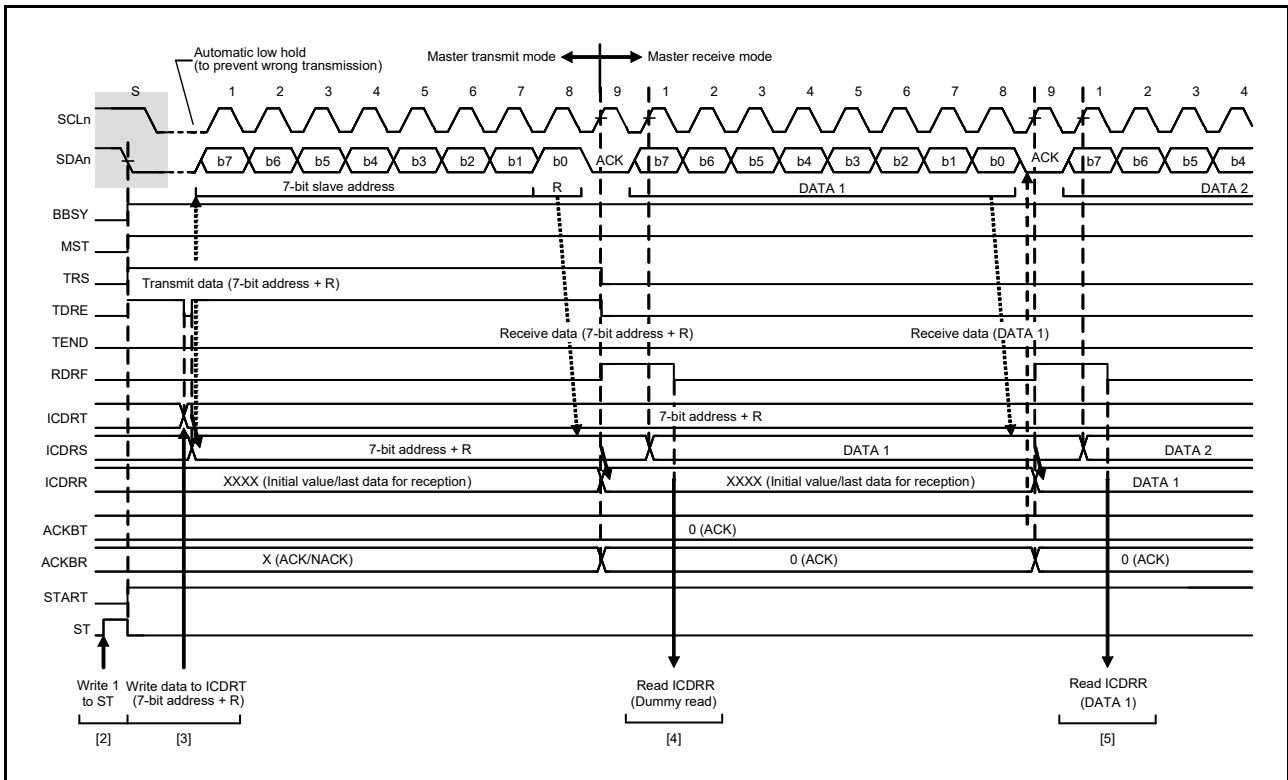 Automatic low hold
(to prevent wrong transmission)
Master transmit mode
Master receive mode
S 1 2 3 4 5 6 7 8 9 1 2 3 4 5 6 7 8 9 1 2 3 4
SCLn
SDAn b7 b6 b5 b4 b3 b2 b1 b0 ACK b7 b6 b5 b4 b3 b2 b1 b0 ACK b7 b6 b5 b4
7-bit slave address R DATA 1 DATA 2
BBSY
MST
TRS
Transmit data (7-bit address + R)
TDRE
TEND
Receive data (7-bit address + R) Receive data (DATA 1)
RDRF
ICDRT 7-bit address + R
ICDRS 7-bit address + R DATA 1 DATA 2
ICDRR XXXX (Initial value/last data for reception) XXXX (Initial value/last data for reception) DATA 1
ACKBT 0 (ACK)
ACKBR X (ACK/NACK) 0 (ACK) 0 (ACK)
START
ST
Write 1
to ST
Write data to ICDRT
(7-bit address + R)
Read ICDRR
(Dummy read)
Read ICDRR
(DATA 1)
[2] [3] [4] [5]